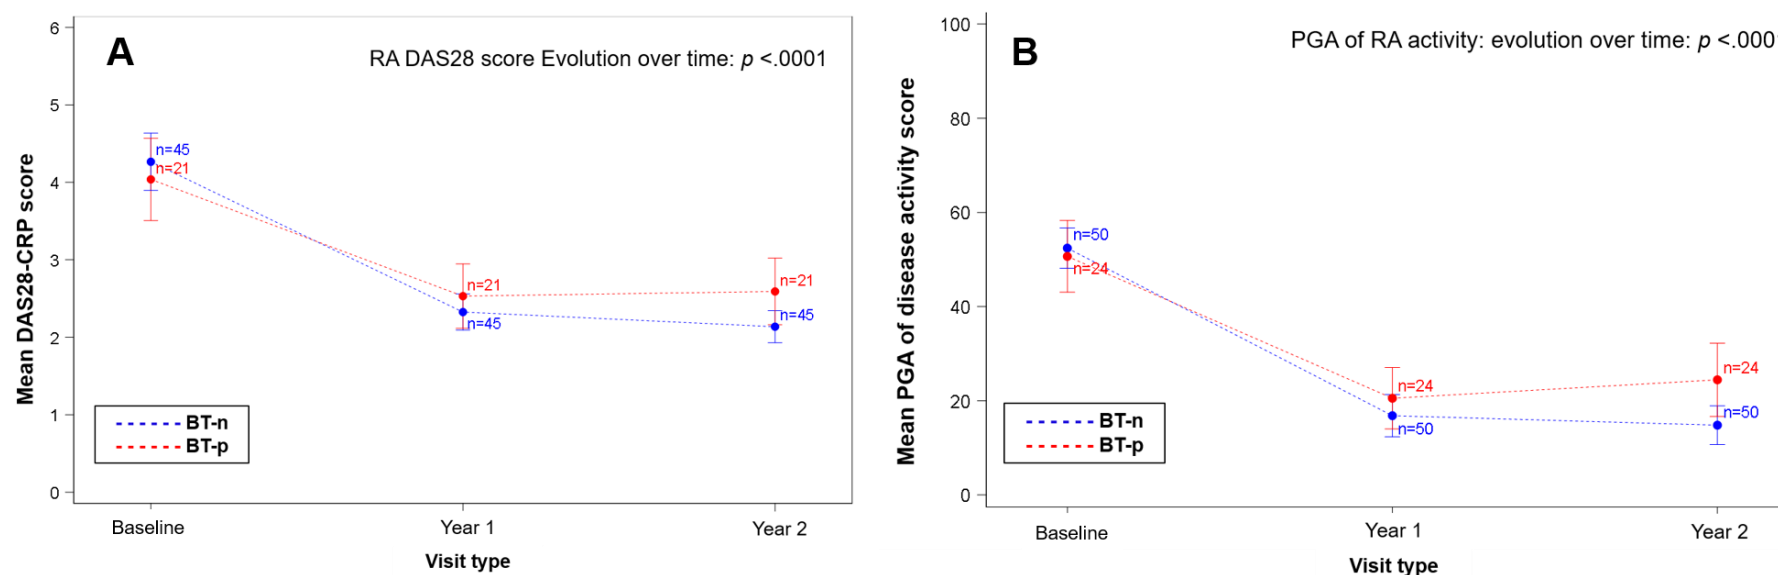 A
RA DAS28 score Evolution over time: p <.0001
Mean DAS28-CRP score
6
5
4
3
2
1
0
n=45
n=21
n=21
n=45
n=21
n=45
BT-n
BT-p
Baseline
Year 1
Year 2
Visit type
B
PGA of RA activity: evolution over time: p <.000
Mean PGA of disease activity score
100
80
60
40
20
0
n=50
n=24
n=24
n=50
n=24
n=50
BT-n
BT-p
Baseline
Year 1
Year 2
Visit type